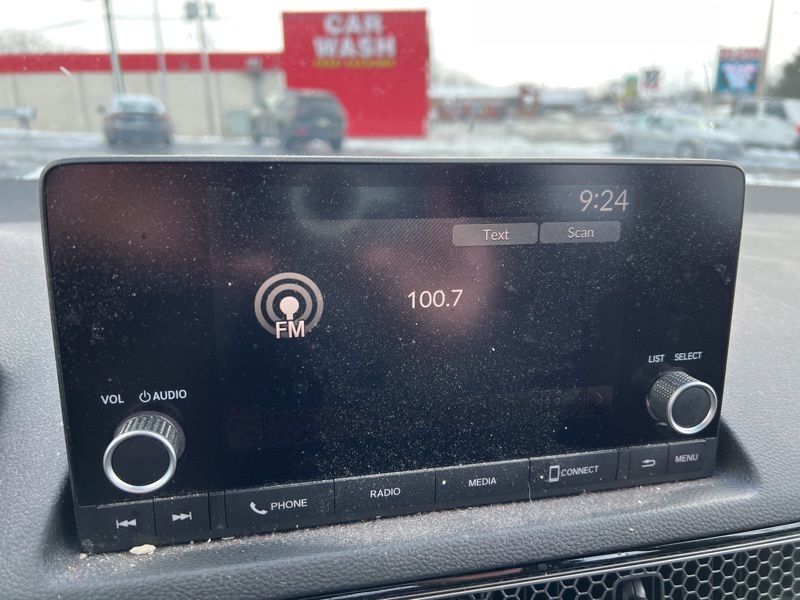 CAR
WASH
9:24
Text Scan
100.7
FM
LIST SELECT
VOL AUDIO
PHONE RADIO MEDIA CONNECT MENU